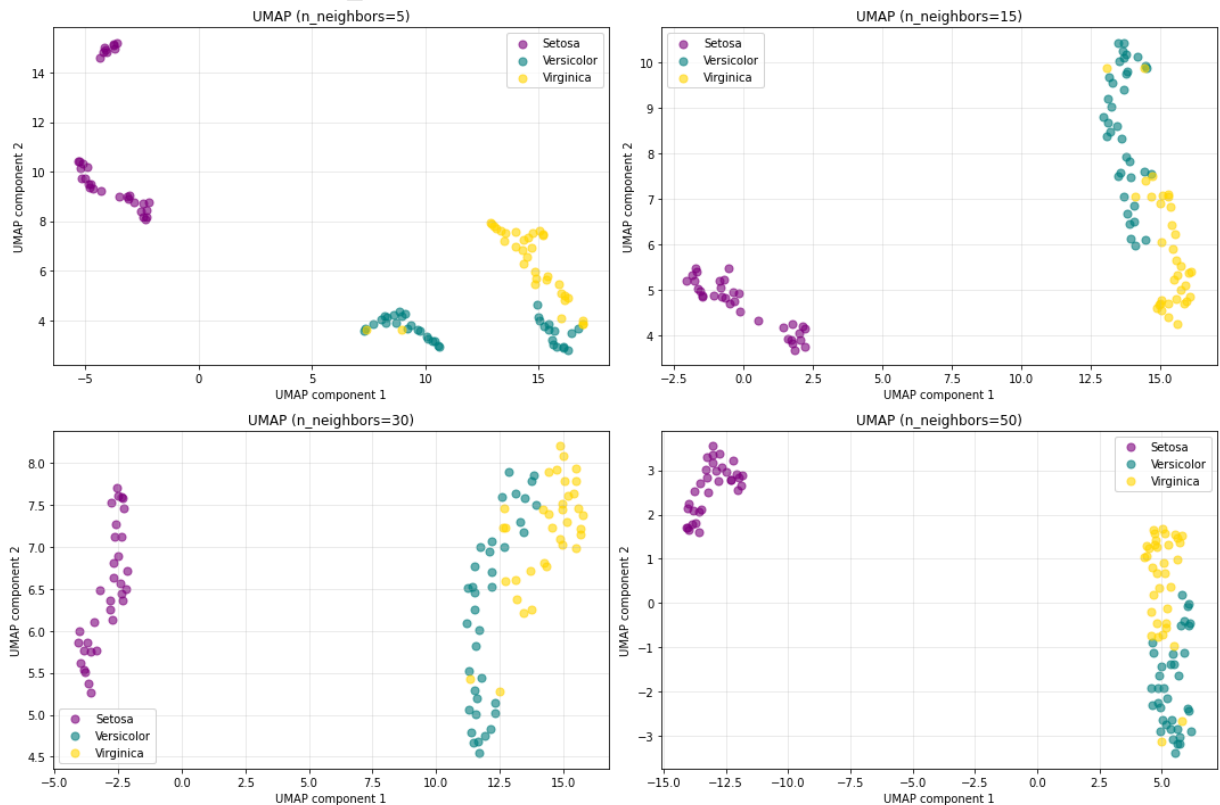 UMAP (n_neighbors=5)
Setosa
Versicolor
Virginica
14
12
10
8
6
4
UMAP component 2
-5
0
5
10
15
UMAP component 1
UMAP (n_neighbors=15)
Setosa
Versicolor
Virginica
10
9
8
7
6
5
4
UMAP component 2
-2.5
0.0
2.5
5.0
7.5
10.0
12.5
15.0
UMAP component 1
UMAP (n_neighbors=30)
8.0
7.5
7.0
6.5
6.0
5.5
5.0
4.5
UMAP component 2
Setosa
Versicolor
Virginica
-5.0
-2.5
0.0
2.5
5.0
7.5
10.0
12.5
15.0
UMAP component 1
UMAP (n_neighbors=50)
Setosa
Versicolor
Virginica
3
2
1
0
-1
-2
-3
UMAP component 2
-15.0
-12.5
-10.0
-7.5
-5.0
-2.5
0.0
2.5
5.0
UMAP component 1